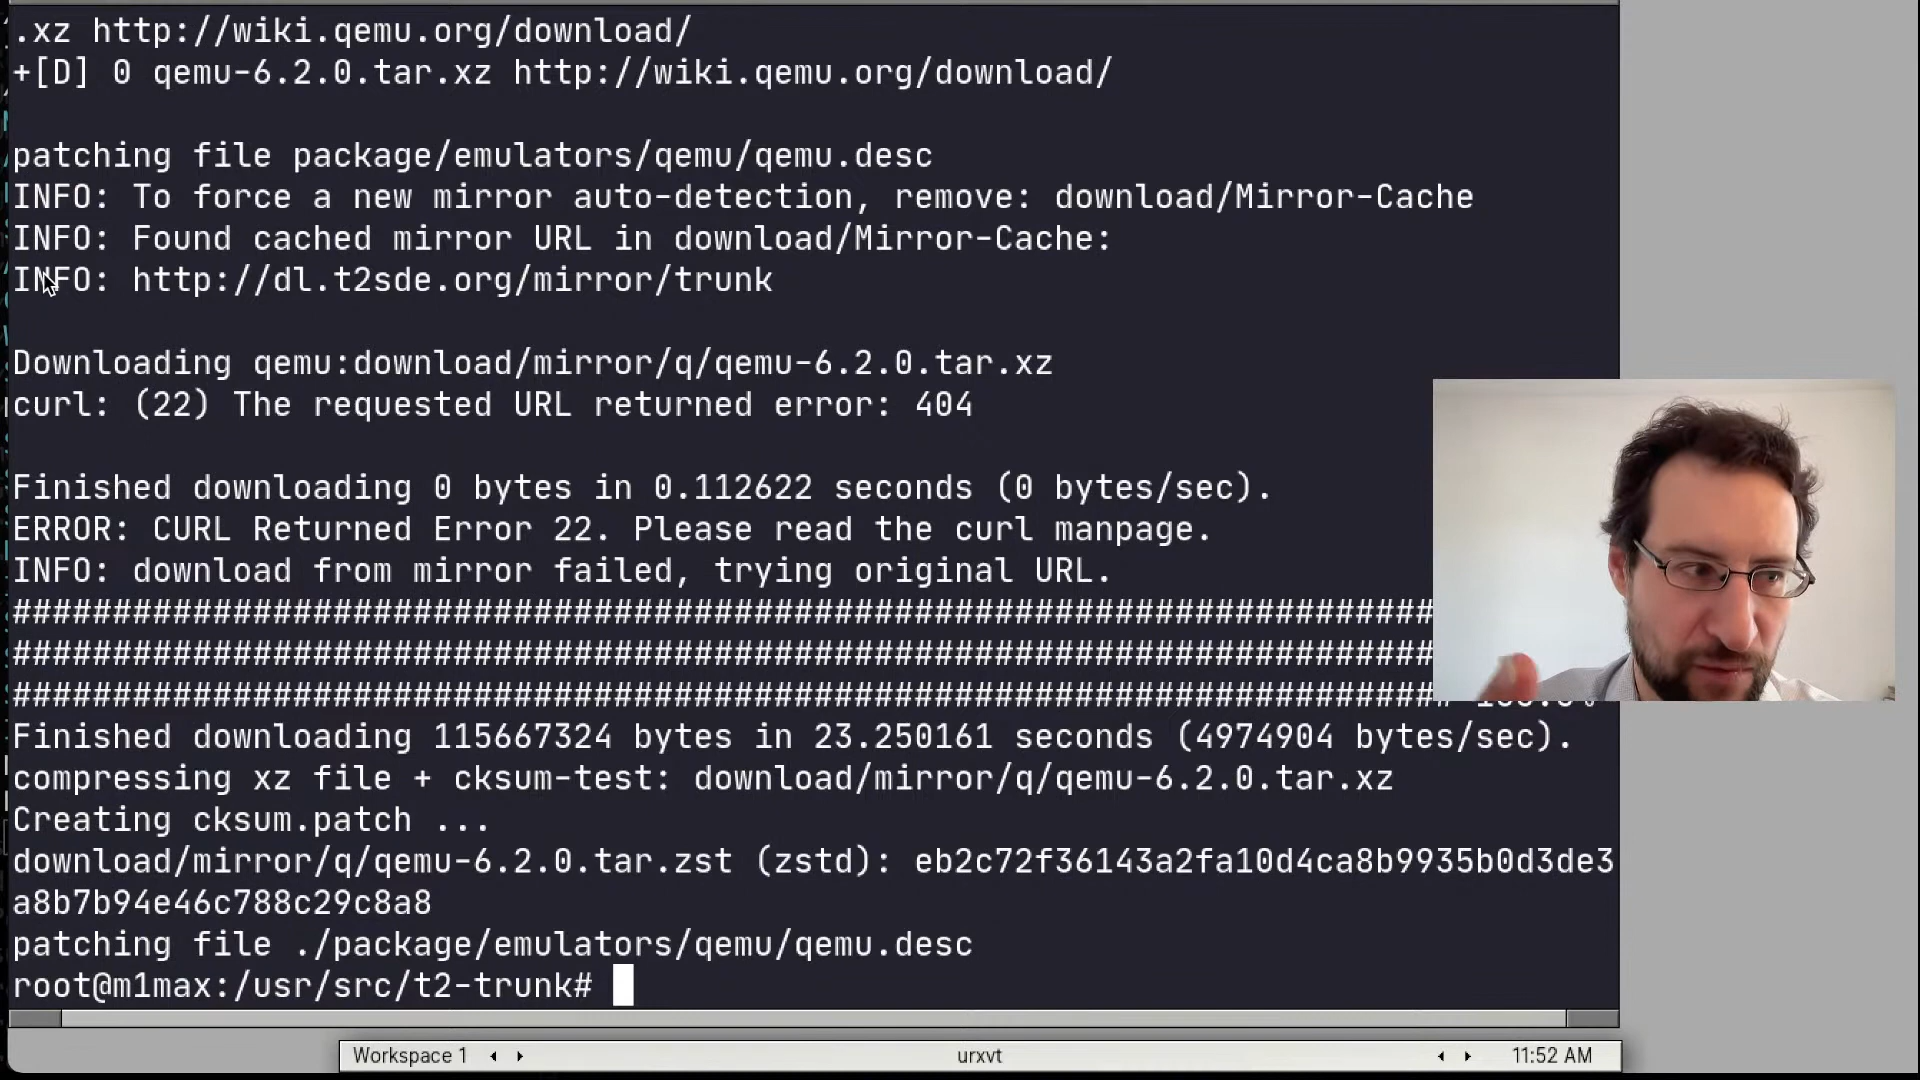 .xz http://wiki.qemu.org/download/
+[D] 0 qemu-6.2.0.tar.xz http://wiki.qemu.org/download/
patching file package/emulators/qemu/qemu.desc
INFO: To force a new mirror auto-detection, remove: download/Mirror-Cache
INFO: Found cached mirror URL in download/Mirror-Cache:
INFO: http://dl.t2sde.org/mirror/trunk
Downloading qemu:download/mirror/q/qemu-6.2.0.tar.xz
curl: (22) The requested URL returned error: 404
Finished downloading 0 bytes in 0.112622 seconds (0 bytes/sec).
ERROR: CURL Returned Error 22. Please read the curl manpage.
INFO: download from mirror failed, trying original URL.
#######################################################################
#######################################################################
########################################################################
Finished downloading 115667324 bytes in 23.250161 seconds (4974904 bytes/sec).
compressing xz file + cksum-test: download/mirror/q/qemu-6.2.0.tar.xz
Creating cksum.patch ...
download/mirror/q/qemu-6.2.0.tar.zst (zstd): eb2c72f36143a2fa10d4ca8b9935b0d3de3
a8b7b94e46c788c29c8a8
patching file ./package/emulators/qemu/qemu.desc
root@m1max:/usr/src/t2-trunk#
Workspace 1 urxvt 11:52 AM